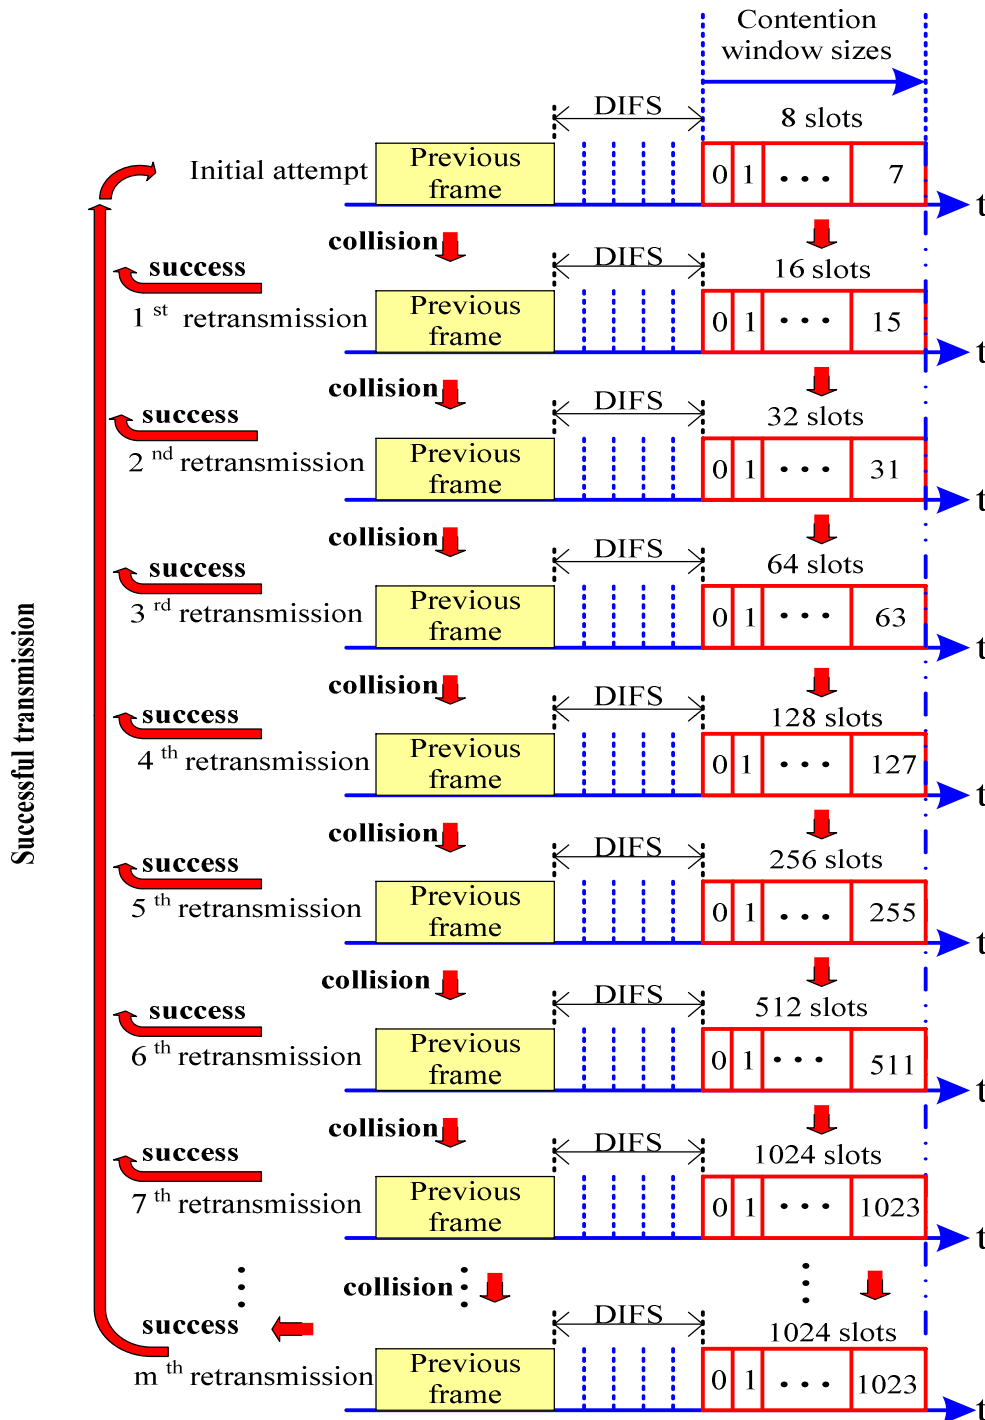 Contention
window sizes
DIFS
8 slots
Initial attempt
Previous
frame
0 1 • • • 7
t
collision
success
DIFS
16 slots
1 st retransmission
Previous
frame
0 1 • • • 15
t
collision
success
DIFS
32 slots
2 nd retransmission
Previous
frame
0 1 • • • 31
t
collision
success
DIFS
64 slots
3 rd retransmission
Previous
frame
0 1 • • • 63
t
collision
success
DIFS
128 slots
4 th retransmission
Previous
frame
0 1 • • • 127
t
collision
success
DIFS
256 slots
5 th retransmission
Previous
frame
0 1 • • • 255
t
collision
success
DIFS
512 slots
6 th retransmission
Previous
frame
0 1 • • • 511
t
collision
success
DIFS
1024 slots
7 th retransmission
Previous
frame
0 1 • • • 1023
t
collision
success
DIFS
1024 slots
m th retransmission
Previous
frame
0 1 • • • 1023
t
Successful transmission